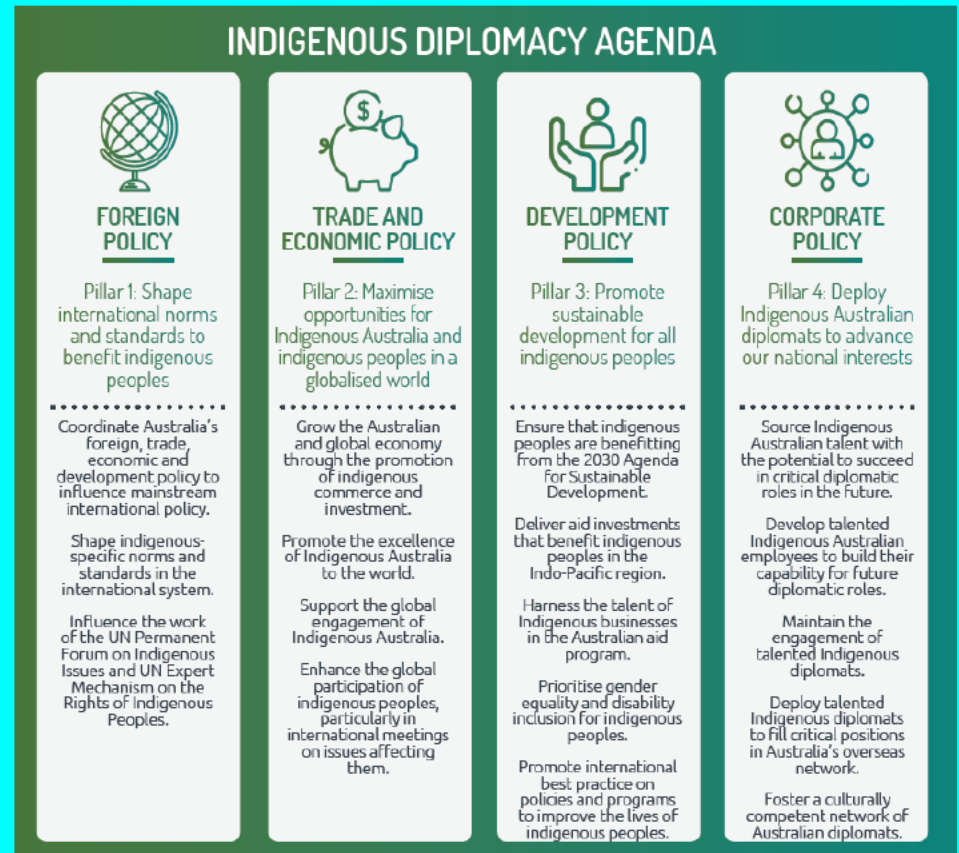 INDIGENOUS DIPLOMACY AGENDA
$
FOREIGN
POLICY
Pillar 1: Shape
international norms
and standards to
benefit indigenous
peoples
Coordinate Australia's
foreign, trade,
economic and
development policy to
influence mainstream
international policy.
Shape indigenous-
specific norms and
standards in the
international system.
Influence the work
of the UN Permanent
Forum on Indigenous
Issues and UN Expert
Mechanism on the
Rights of Indigenous
Peoples.
TRADE AND
ECONOMIC POLICY
Pillar 2: Maximise
opportunities for
Indigenous Australia and
indigenous peoples in a
globalised world
Grow the Australian
and global economy
through the promotion
of indigenous
commerce and
investment.
Promote the excellence
of Indigenous Australia
to the world.
Support the global
engagement of
Indigenous Australia.
Enhance the global
participation of
indigenous peoples,
particularly in
international meetings
on issues affecting
them.
DEVELOPMENT
POLICY
Pillar 3: Promote
sustainable
development for all
indigenous peoples
Ensure that indigenous
peoples are benefitting
from the 2030 Agenda
for Sustainable
Development.
Deliver aid investments
that benefit indigenous
peoples in the
Indo-Pacific region.
Harness the talent of
Indigenous businesses
in the Australian aid
program.
Prioritise gender
equality and disability
inclusion for indigenous
peoples.
Promote international
best practice on
policies and programs
to improve the lives of
indigenous peoples.
CORPORATE
POLICY
Pillar 4: Deploy
Indigenous Australian
diplomats to advance
our national interests
Source Indigenous
Australian talent with
the potential to succeed
in critical diplomatic
roles in the future.
Develop talented
Indigenous Australian
employees to build their
capability for future
diplomatic roles.
Maintain the
engagement of
talented Indigenous
diplomats.
Deploy talented
Indigenous diplomats
to fill critical positions
in Australia's overseas
network.
Foster a culturally
competent network of
Australian diplomats.